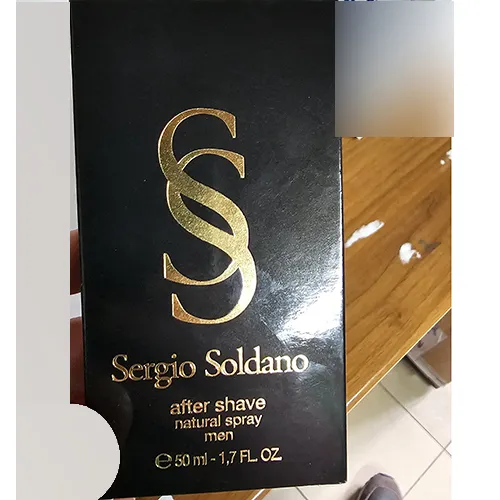 SS
Sergio Soldano
after shave
natural spray
men
℮ 50 ml - 1,7 FL. OZ.